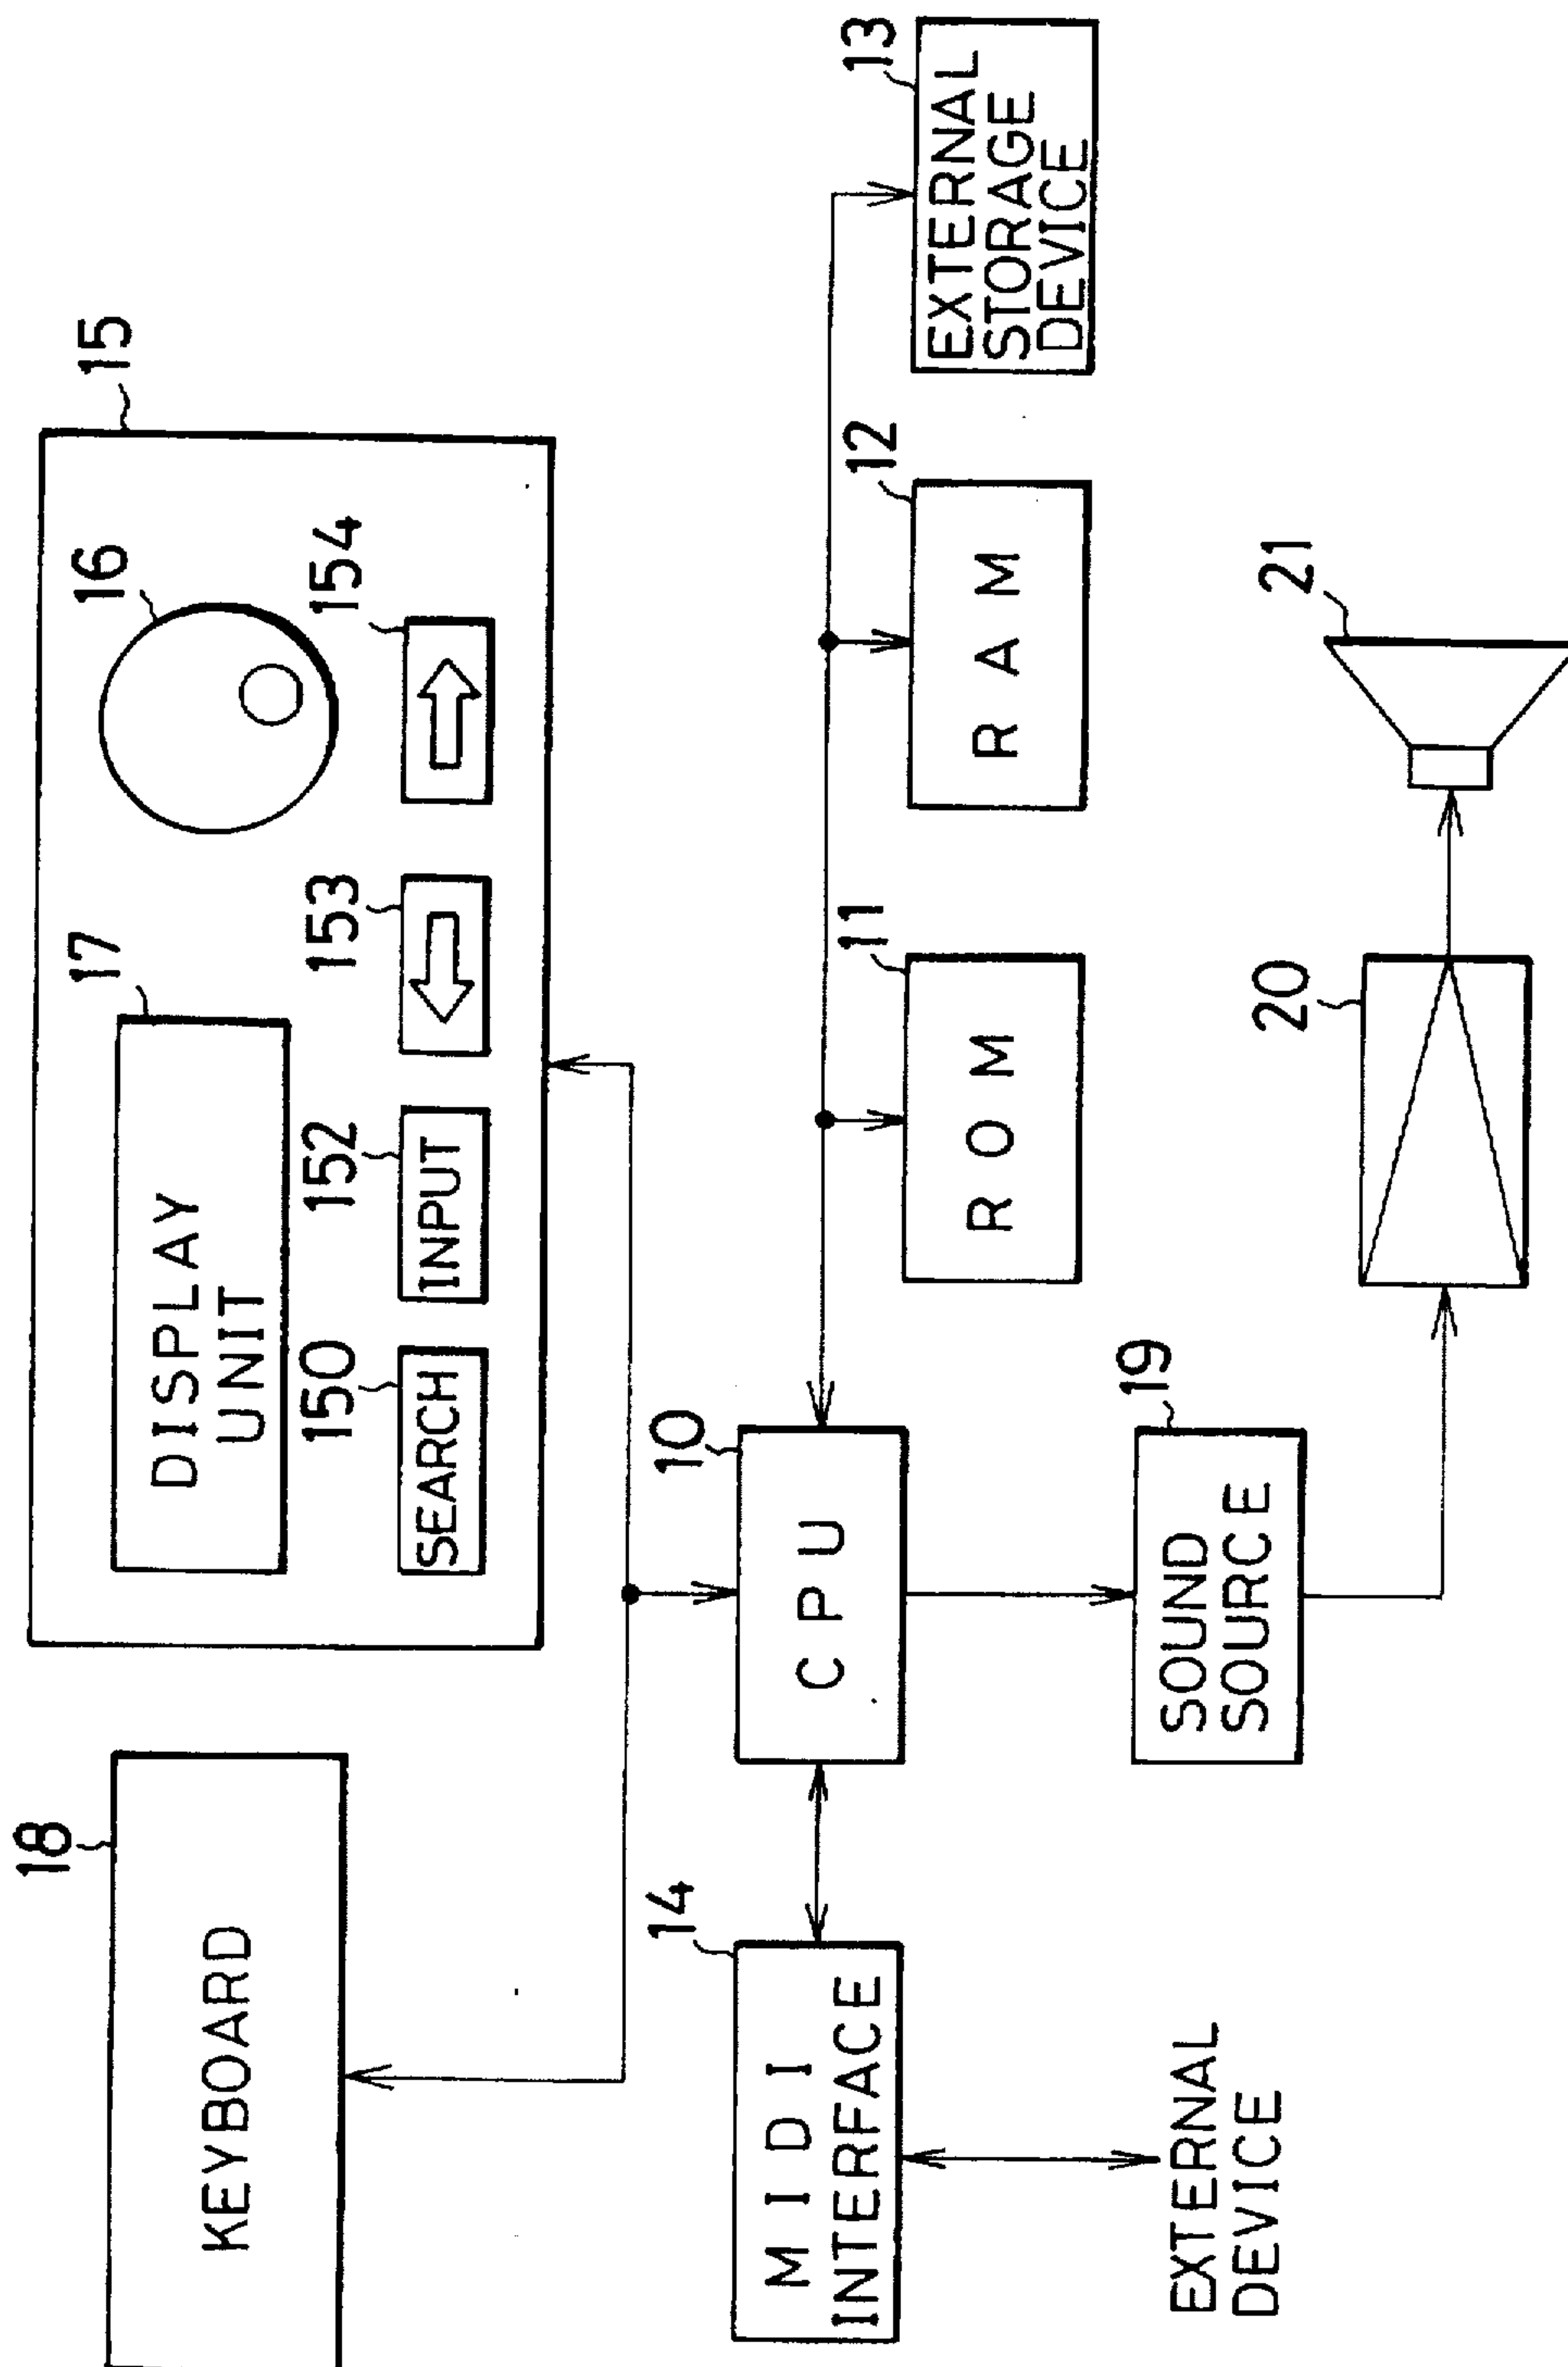 18
KEYBOARD
15
17
DISPLAY
UNIT
16
150
SEARCH
152
INPUT
153
154
14
MIDI
INTERFACE
EXTERNAL
DEVICE
10
CPU
11
ROM
12
RAM
13
EXTERNAL
STORAGE
DEVICE
19
SOUND
SOURCE
20
21